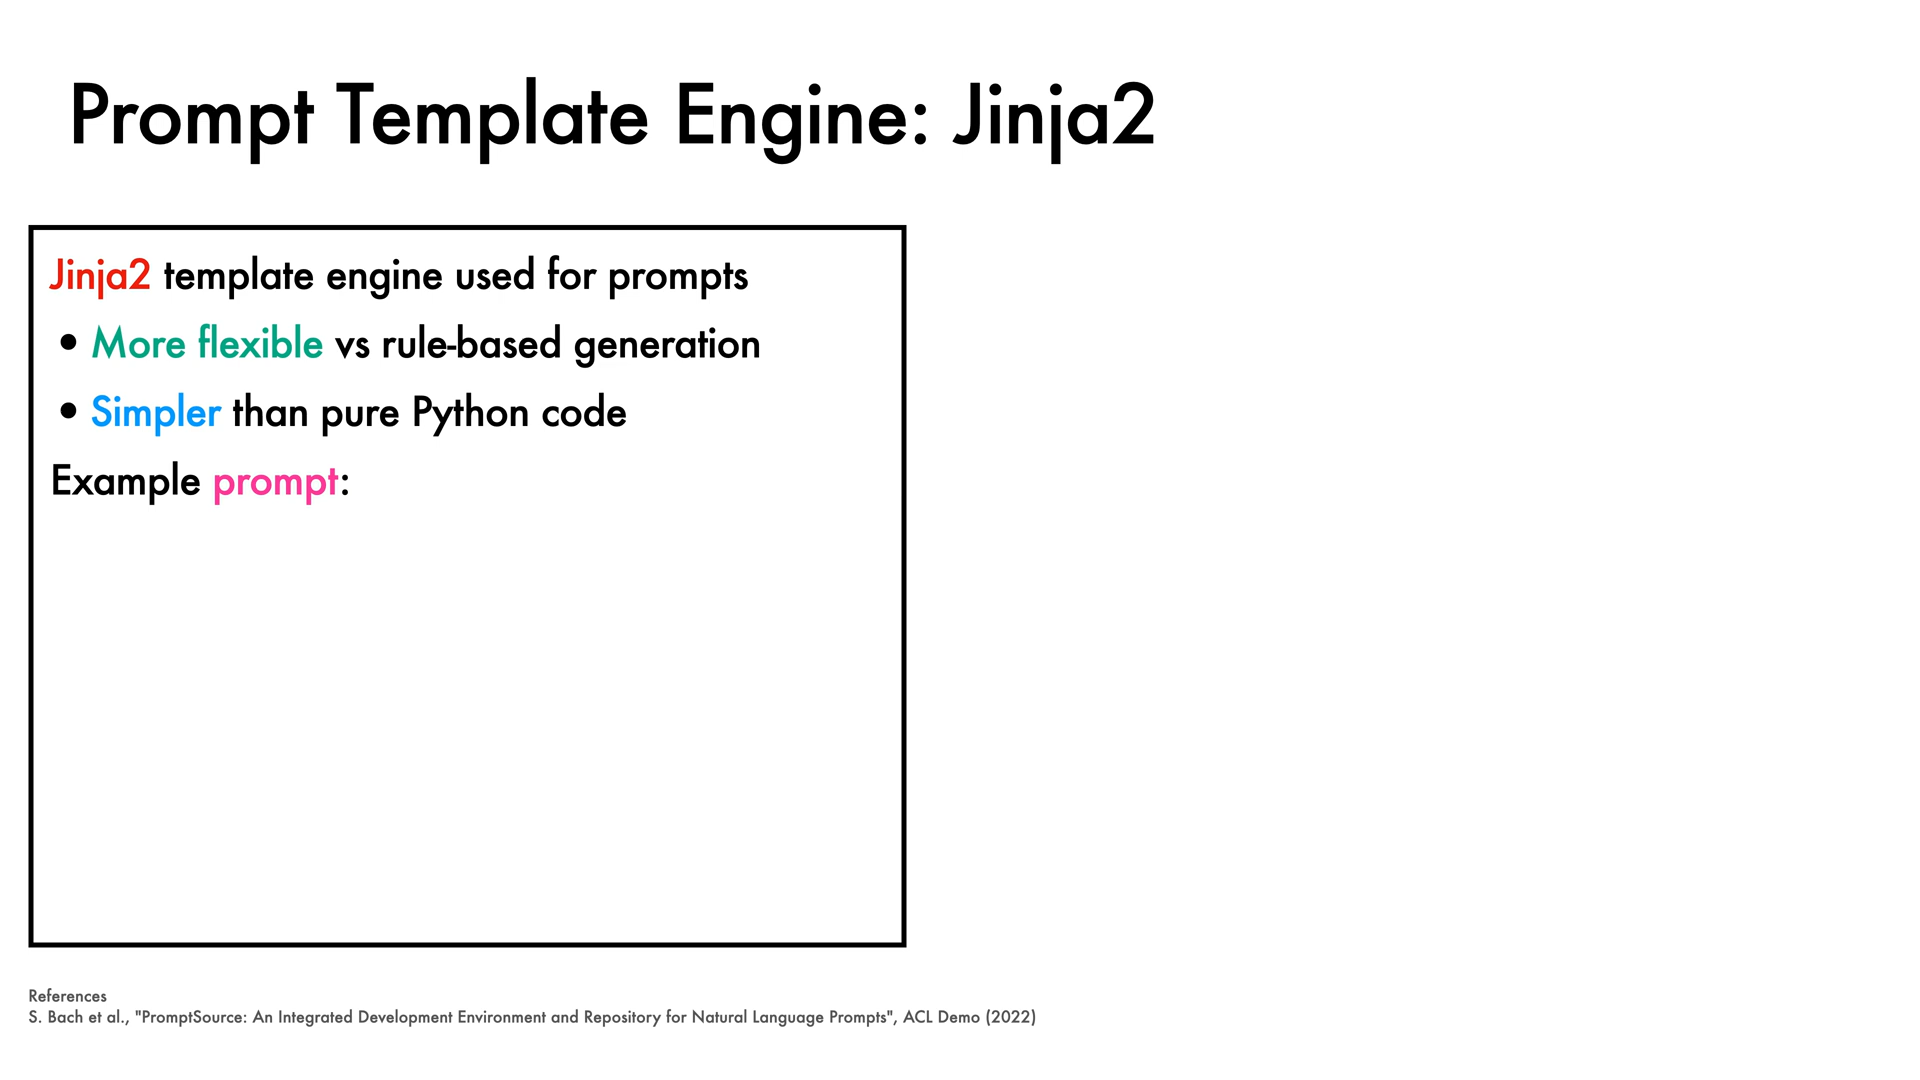 Prompt Template Engine: Jinja2
Jinja2 template engine used for prompts
• More flexible vs rule-based generation
• Simpler than pure Python code
Example prompt:
References
S. Bach et al., "PromptSource: An Integrated Development Environment and Repository for Natural Language Prompts", ACL Demo (2022)